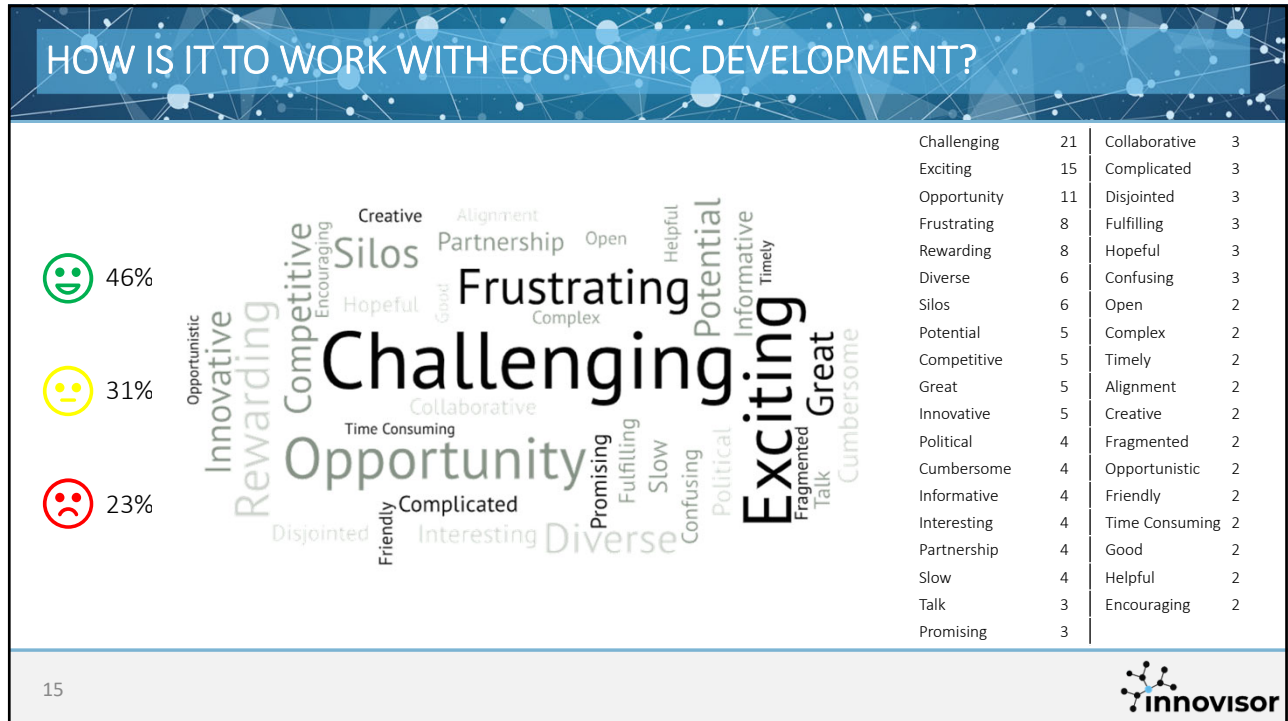 HOW IS IT TO WORK WITH ECONOMIC DEVELOPMENT?
46%
31%
23%
Creative
Alignment
Helpful
Potential
Informative
Timely
Encouraging
Silos
Partnership
Open
Competitive
Hopeful
Good
Frustrating
Complex
Opportunistic
Innovative
Rewarding
Challenging
Exciting
Great
Cumbersome
Collaborative
Time Consuming
Opportunity
Promising
Fulfilling
Slow
Confusing
Political
Fragmented
Talk
Complicated
Friendly
Disjointed
Interesting
Diverse
Challenging 21 Collaborative 3
Exciting 15 Complicated 3
Opportunity 11 Disjointed 3
Frustrating 8 Fulfilling 3
Rewarding 8 Hopeful 3
Diverse 6 Confusing 3
Silos 6 Open 2
Potential 5 Complex 2
Competitive 5 Timely 2
Great 5 Alignment 2
Innovative 5 Creative 2
Political 4 Fragmented 2
Cumbersome 4 Opportunistic 2
Informative 4 Friendly 2
Interesting 4 Time Consuming 2
Partnership 4 Good 2
Slow 4 Helpful 2
Talk 3 Encouraging 2
Promising 3
15
innovisor